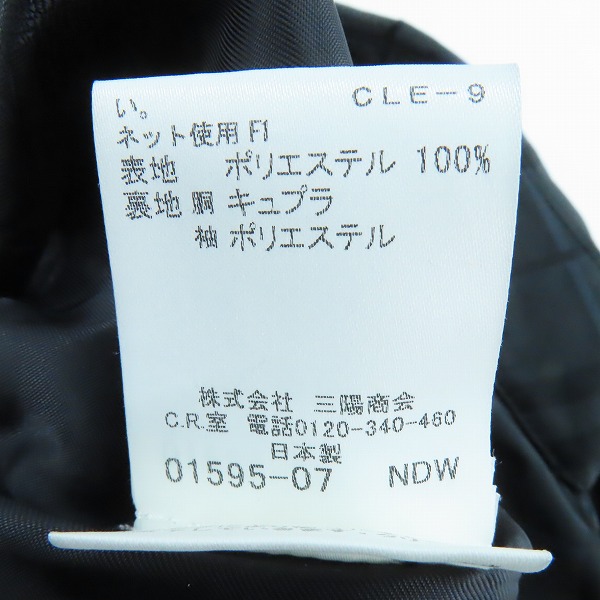 い。 CLE-9
ネット使用 F1
表地 ポリエステル 100%
裏地 胴 キュプラ
袖 ポリエステル
株式会社 三陽商会
C.R.室 電話0120-340-460
日本製
01595-07 NDW